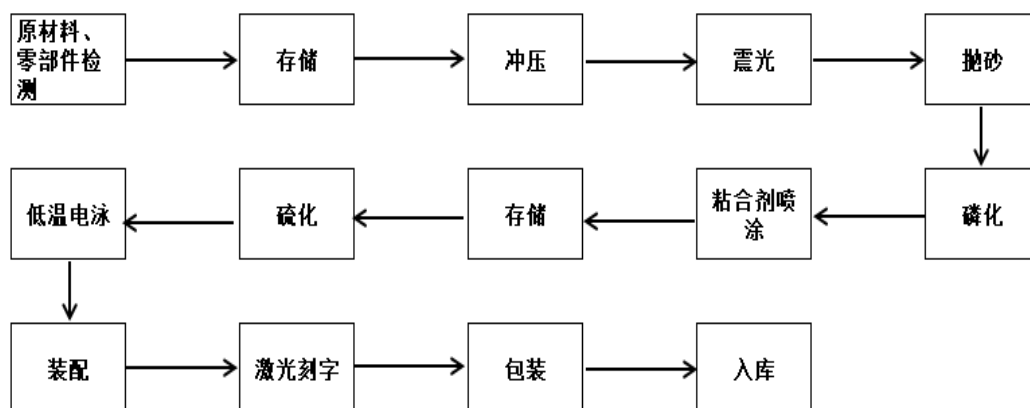 原材料、
零部件检
测
存储
冲压
震光
抛砂
磷化
粘合剂喷
涂
存储
硫化
低温电泳
装配
激光刻字
包装
入库